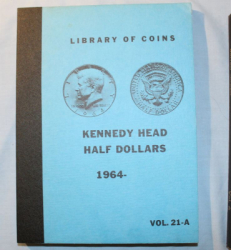 LIBRARY OF COINS
KENNEDY HEAD
HALF DOLLARS
1964-
VOL. 21-A